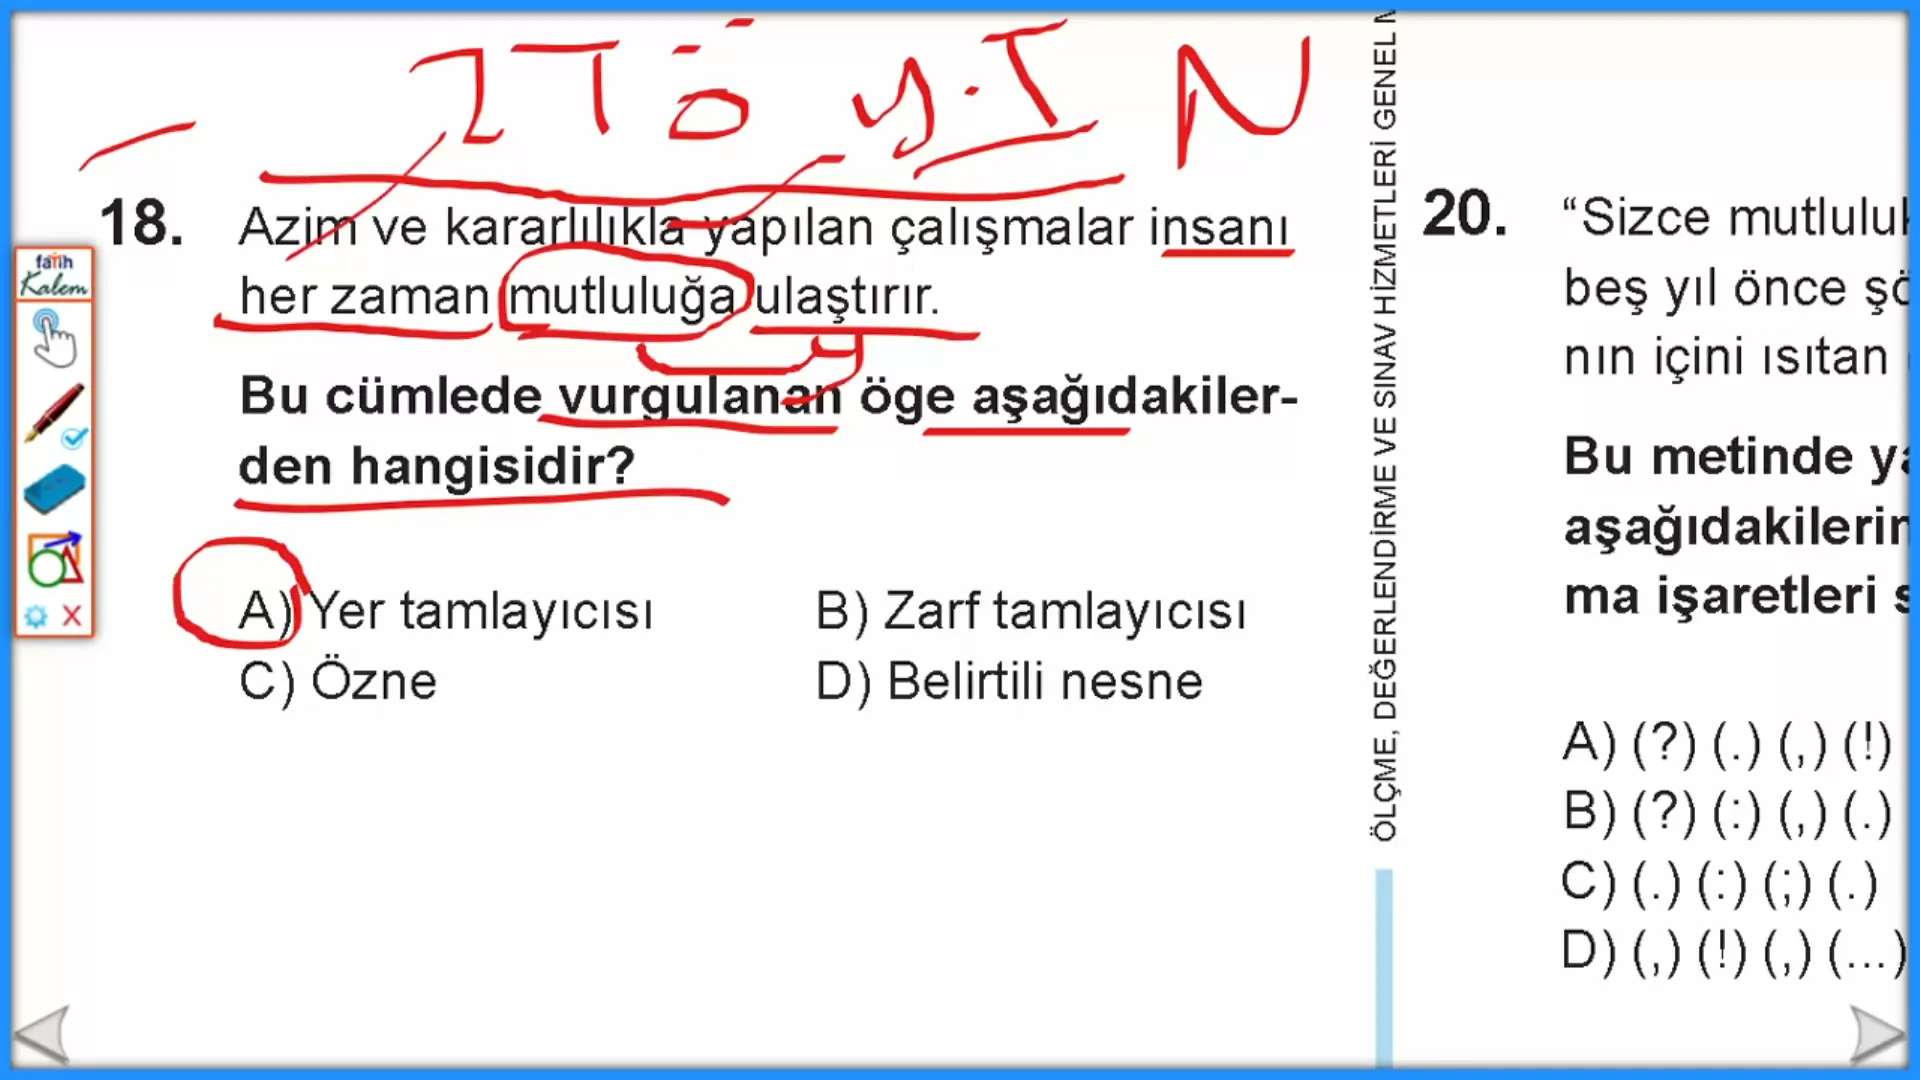 ZTÖ y.T N
18. Azim ve kararlılıkla yapılan çalışmalar insanı
her zaman mutluluğa ulaştırır.
Bu cümlede vurgulanan öge aşağıdakiler-
den hangisidir?
A) Yer tamlayıcısı
B) Zarf tamlayıcısı
C) Özne
D) Belirtili nesne
fatih
Kalem
ÖLÇME, DEĞERLENDİRME VE SINAV HİZMETLERİ GENEL
20. “Sizce mutluluk
beş yıl önce
nın içini ısıtan
Bu metinde
aşağıdakilerin
ma işaretleri
A) (?) (.) (,) (!)
B) (?) (:) (,) (.)
C) (.) (:) (;) (.)
D) (,) (!) (,) (...)